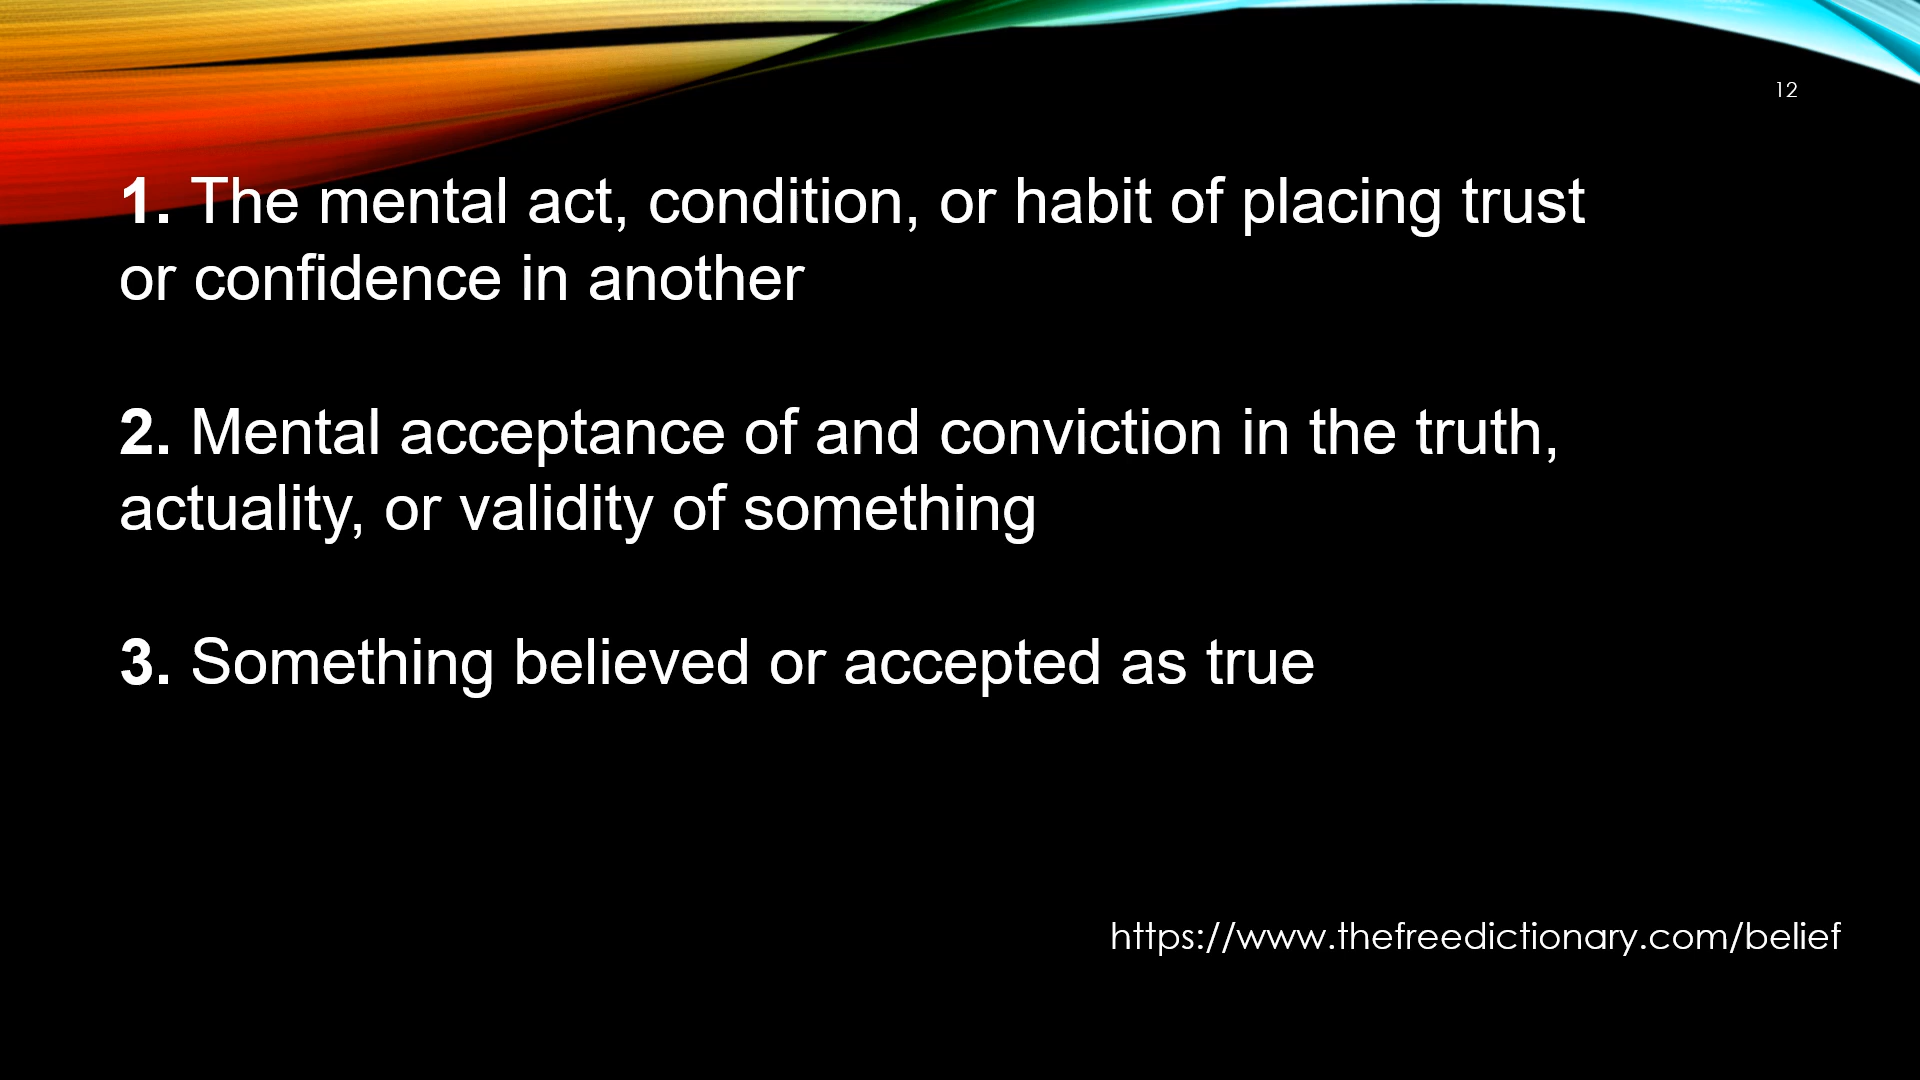 12
1. The mental act, condition, or habit of placing trust
or confidence in another
2. Mental acceptance of and conviction in the truth,
actuality, or validity of something
3. Something believed or accepted as true
https://www.thefreedictionary.com/belief